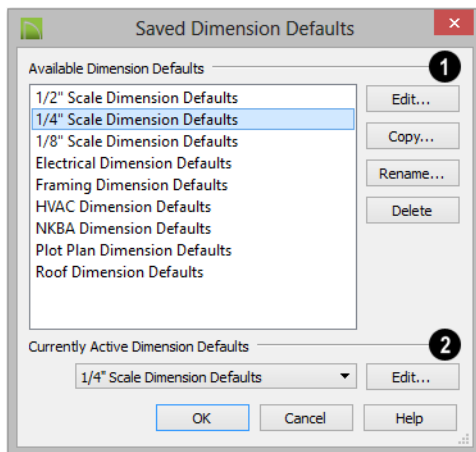 Saved Dimension Defaults
×
Available Dimension Defaults
1
1/2" Scale Dimension Defaults
1/4" Scale Dimension Defaults
1/8" Scale Dimension Defaults
Electrical Dimension Defaults
Framing Dimension Defaults
HVAC Dimension Defaults
NKBA Dimension Defaults
Plot Plan Dimension Defaults
Roof Dimension Defaults
Edit...
Copy...
Rename...
Delete
Currently Active Dimension Defaults
2
1/4" Scale Dimension Defaults
Edit...
OK
Cancel
Help